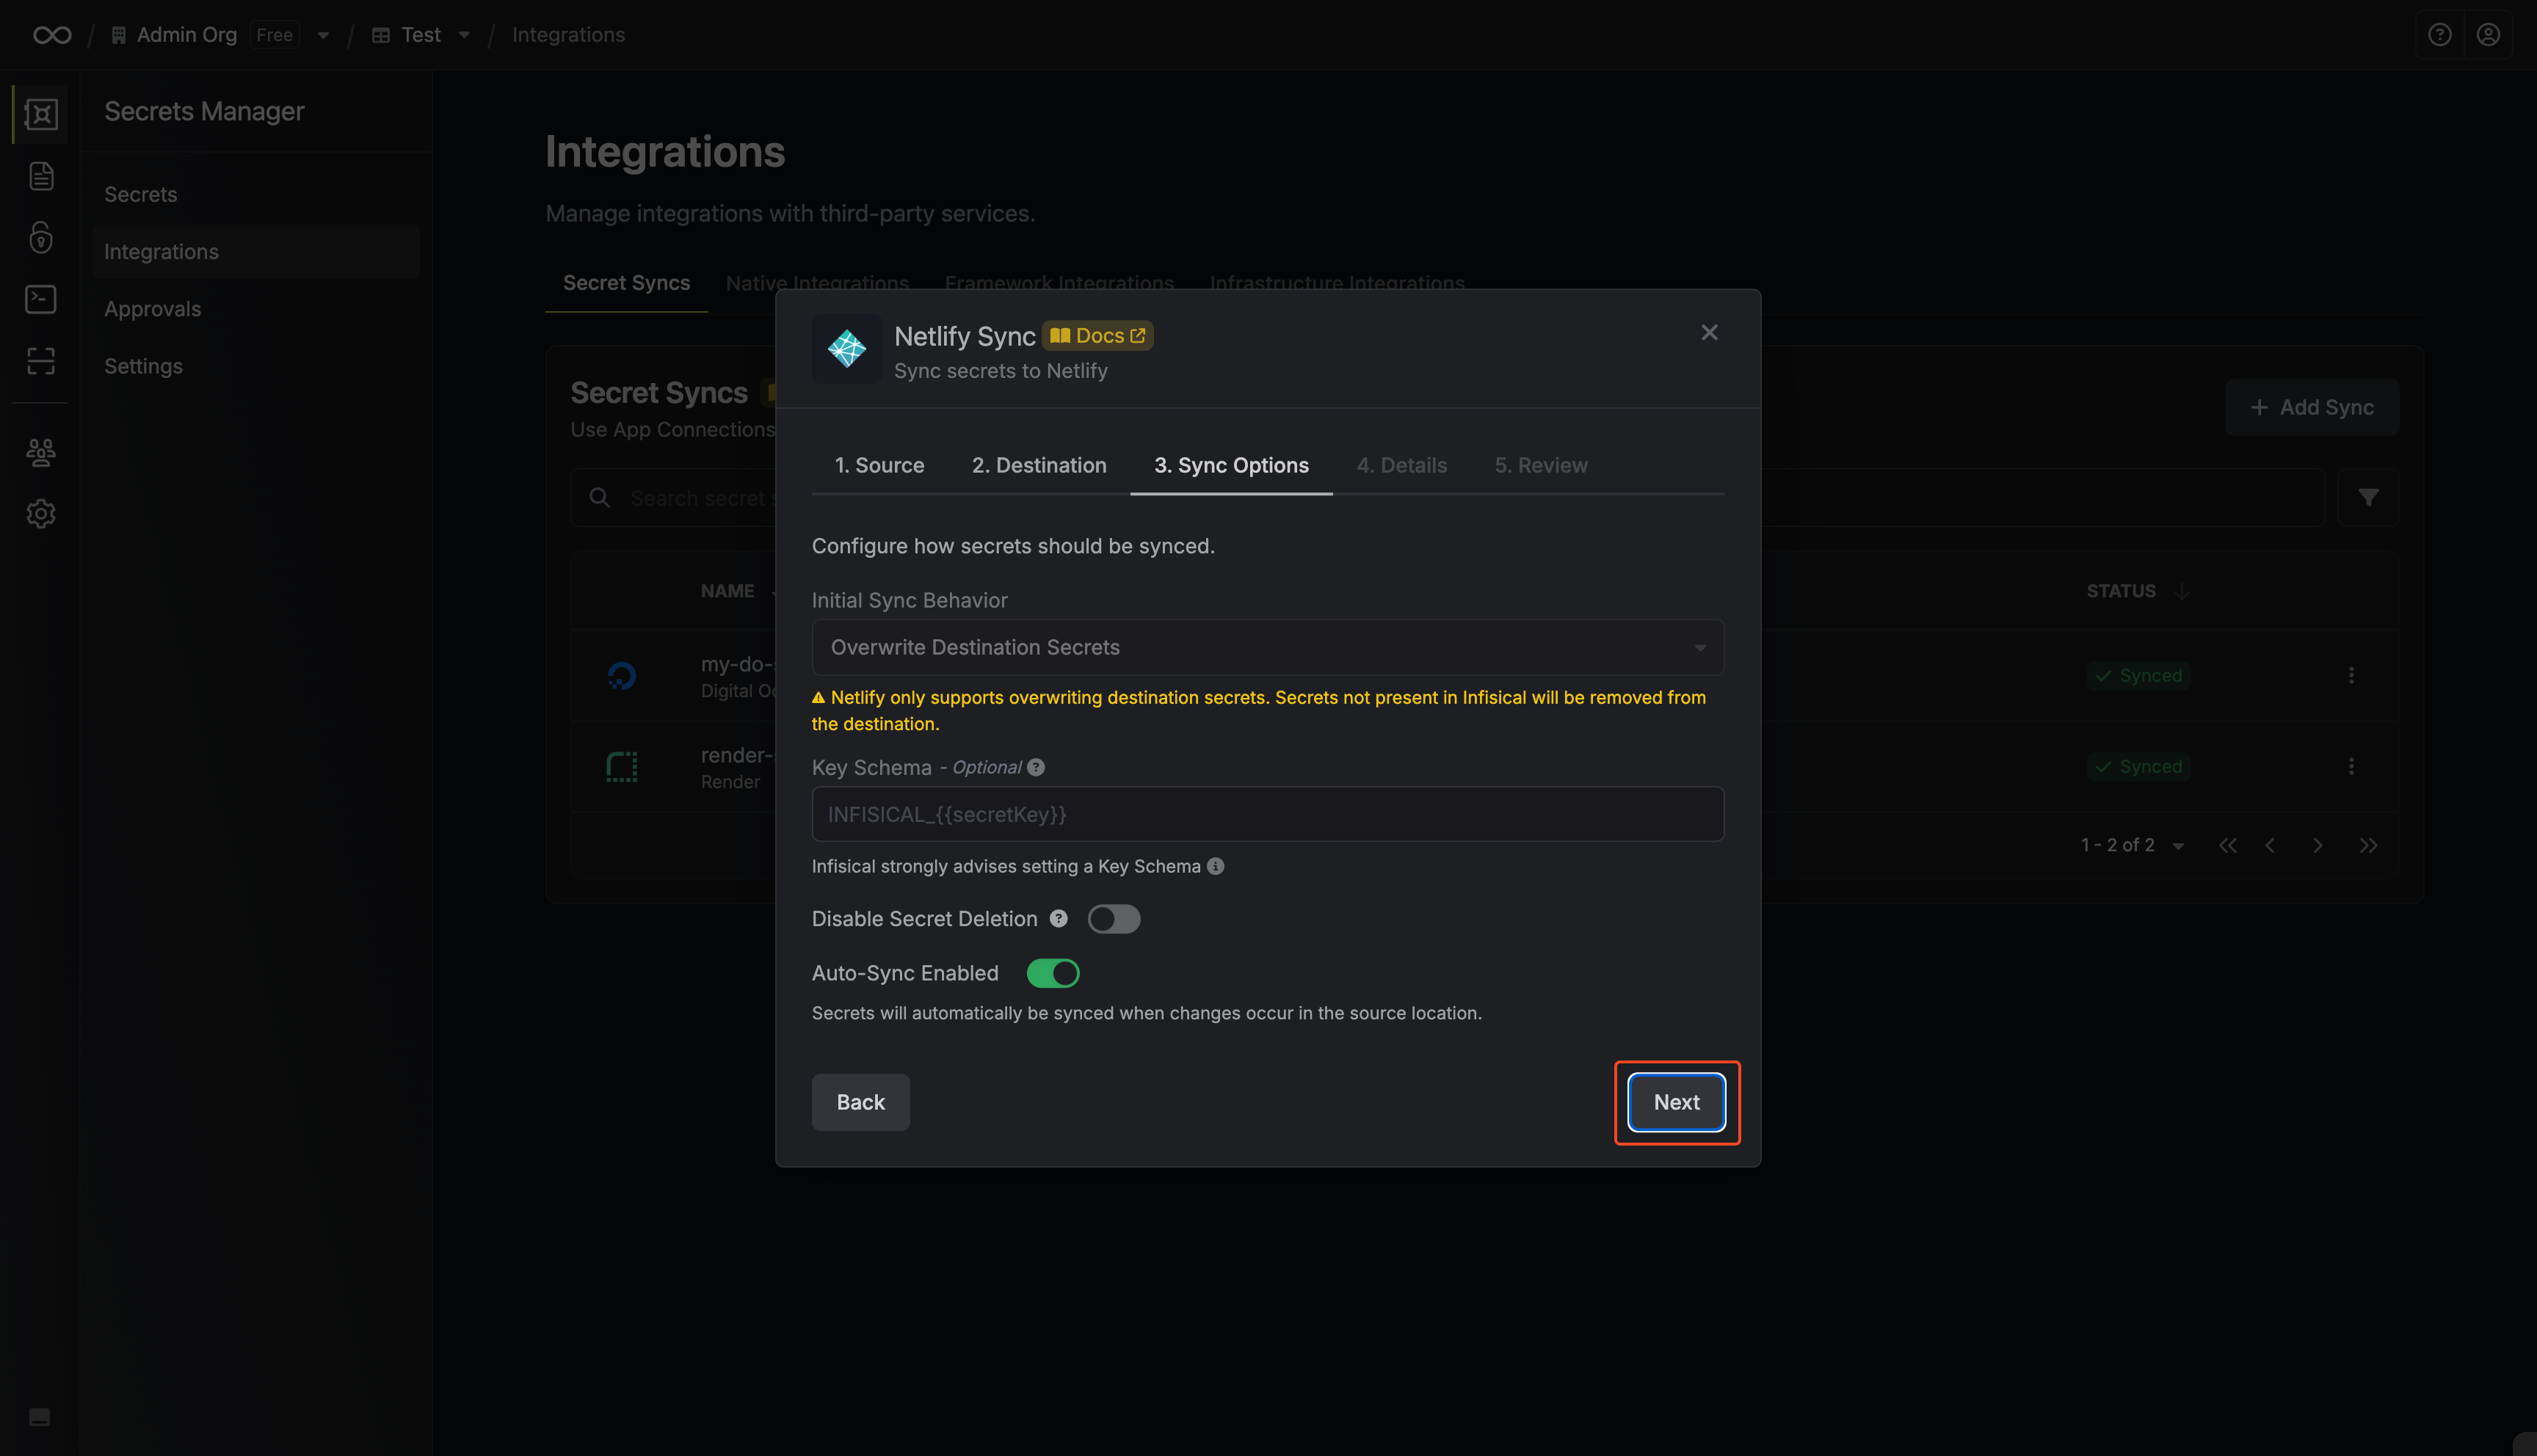 Admin Org Free
Test
Integrations
Secrets Manager
Secrets
Integrations
Approvals
Settings
Integrations
Manage integrations with third-party services.
Secret Syncs Native Integrations Framework Integrations Infrastructure Integrations
Secret Syncs
Use App Connections
Add Sync
Search secret
NAME
STATUS
my-do-
Digital
Synced
render-
Render
Synced
1 - 2 of 2
Netlify Sync Docs
Sync secrets to Netlify
1. Source 2. Destination 3. Sync Options 4. Details 5. Review
Configure how secrets should be synced.
Initial Sync Behavior
Overwrite Destination Secrets
Netlify only supports overwriting destination secrets. Secrets not present in Infisical will be removed from
the destination.
Key Schema - Optional
INFISICAL_{{secretKey}}
Infisical strongly advises setting a Key Schema
Disable Secret Deletion
Auto-Sync Enabled
Secrets will automatically be synced when changes occur in the source location.
Back
Next